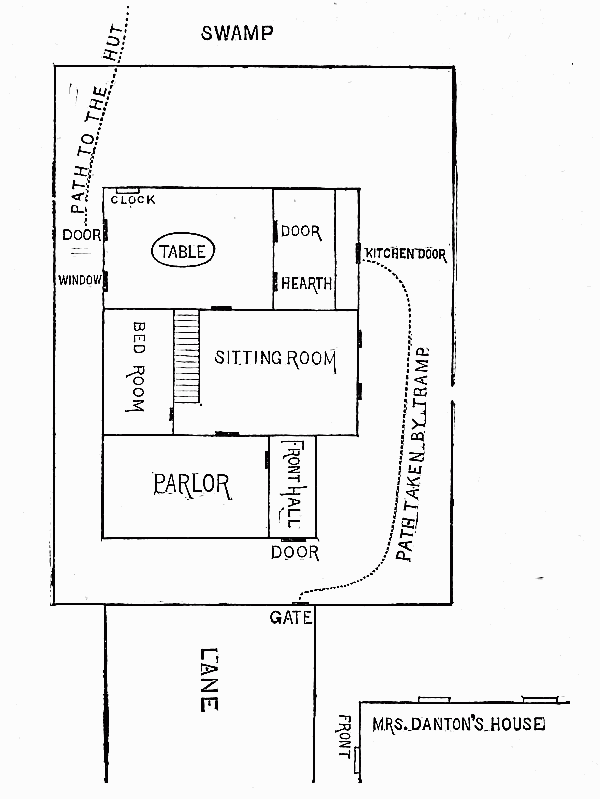 SWAMP
PATH TO THE HUT
CLOCK
DOOR
TABLE
DOOR
KITCHEN DOOR
WINDOW
HEARTH
BED ROOM
SITTING ROOM
PATH TAKEN BY TRAMP
PARLOR
FRONT HALL
DOOR
GATE
LANE
FRONT
MRS. DANTON'S HOUSE